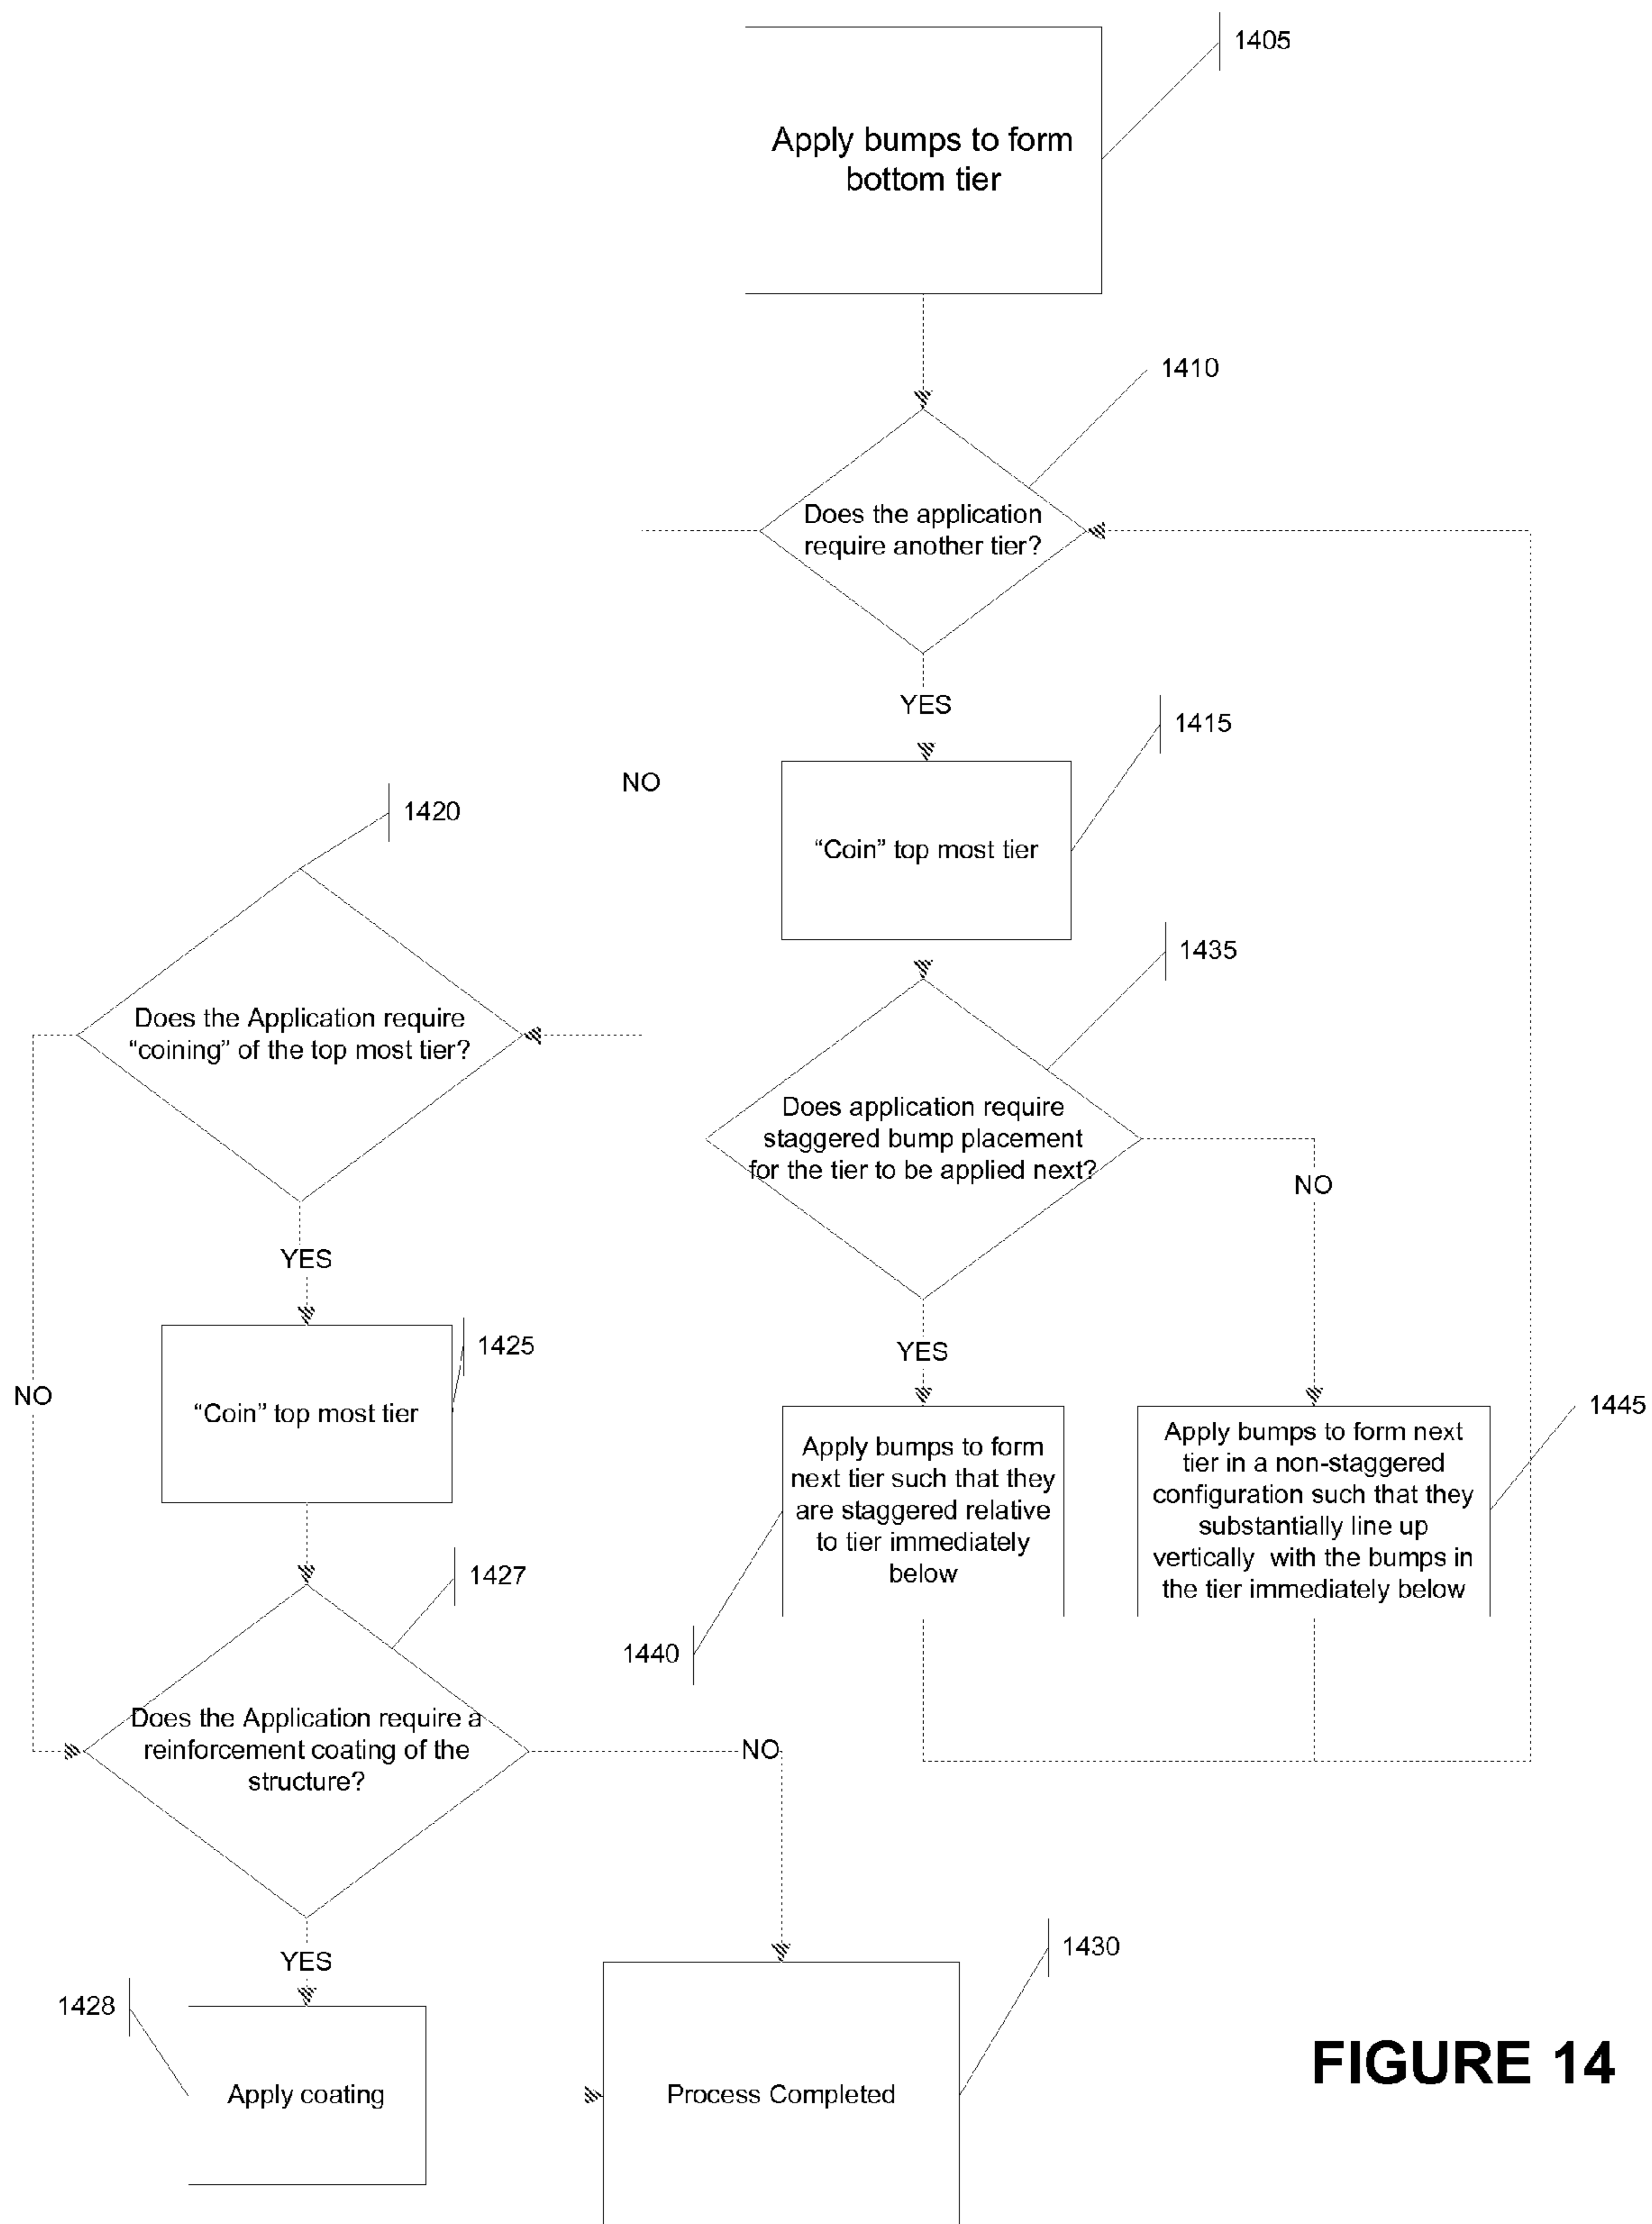 1405
Apply bumps to form
bottom tier
1410
Does the application
require another tier?
YES
1415
NO
1420
“Coin” top most tier
1435
Does the Application require
“coining” of the top most tier?
Does application require
staggered bump placement
for the tier to be applied next?
NO
YES
1425
YES
NO
“Coin” top most tier
1445
Apply bumps to form
next tier such that they
are staggered relative
to tier immediately
below
Apply bumps to form next
tier in a non-staggered
configuration such that they
substantially line up
vertically with the bumps in
the tier immediately below
1427
1440
Does the Application require a
reinforcement coating of the
structure?
NO
YES
1430
1428
Apply coating
Process Completed
FIGURE 14